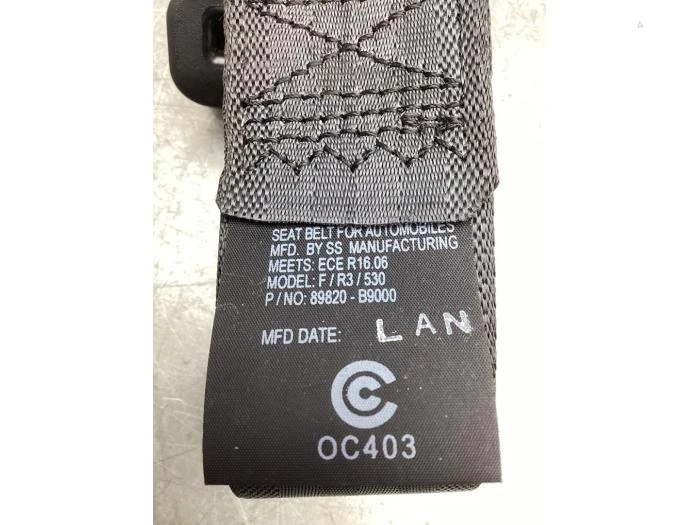 SEAT BELT FOR AUTOMOBILES
MFD. BY SS MANUFACTURING
MEETS: ECE R16.06
MODEL: F / R3 / 530
P / NO: 89820 - B9000
MFD DATE: LAN
OC403